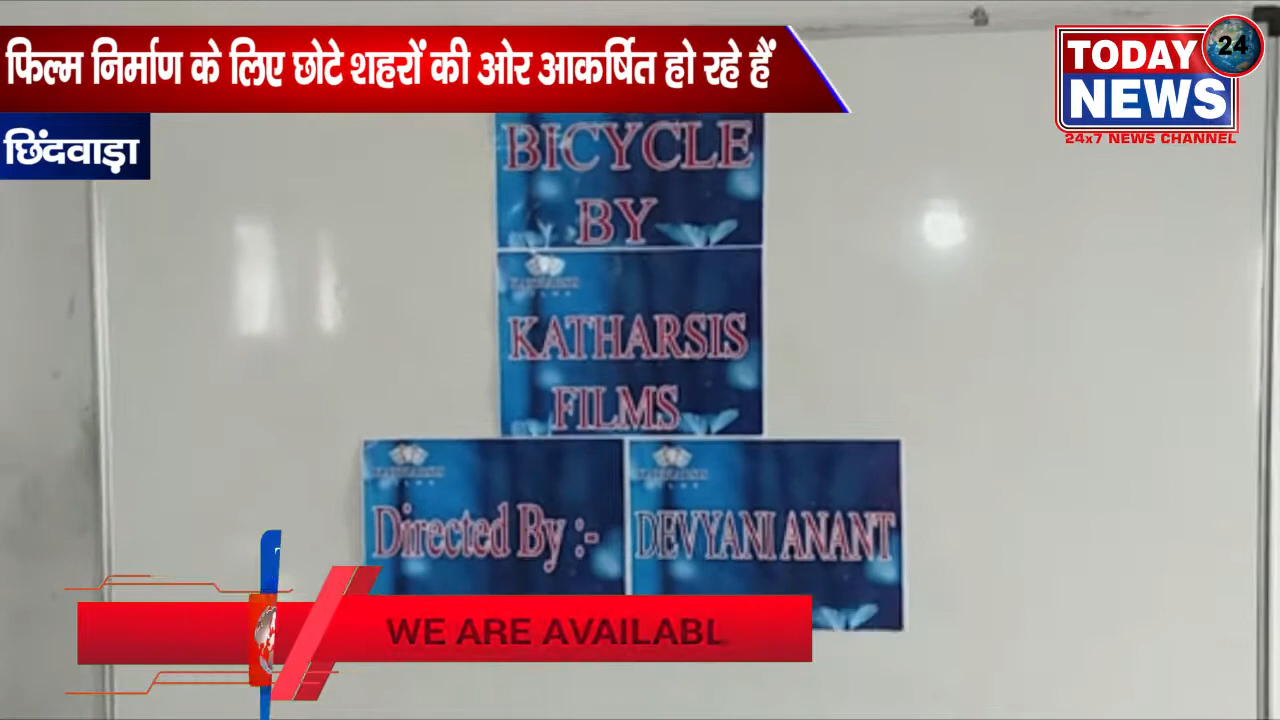 फिल्म निर्माण के लिए छोटे शहरों की ओर आकर्षित हो रहे हैं
छिंदवाड़ा
TODAY 24
NEWS
24x7 NEWS CHANNEL
BICYCLE
BY
KATHARSIS
FILMS
Directed By :-
DEVYANI ANANT
WE ARE AVAILABL